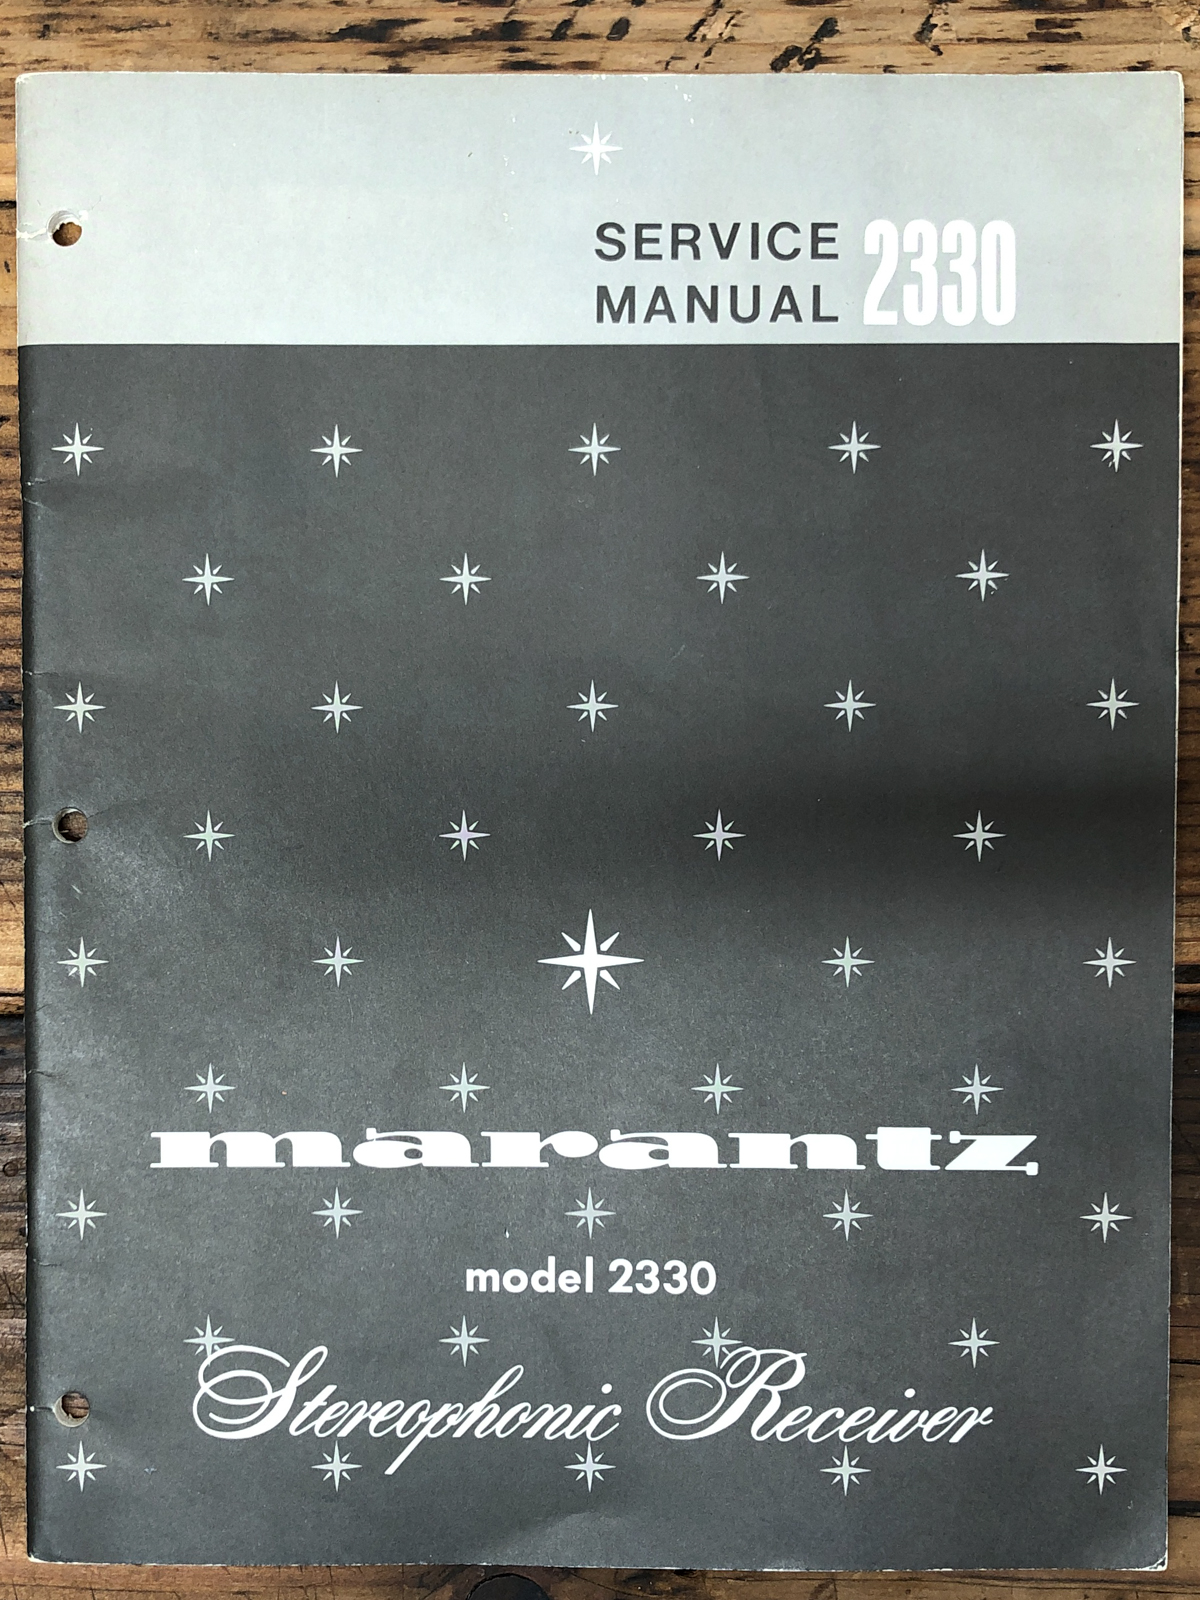 SERVICE
MANUAL 2330
marantz
model 2330
Stereophonic Receiver